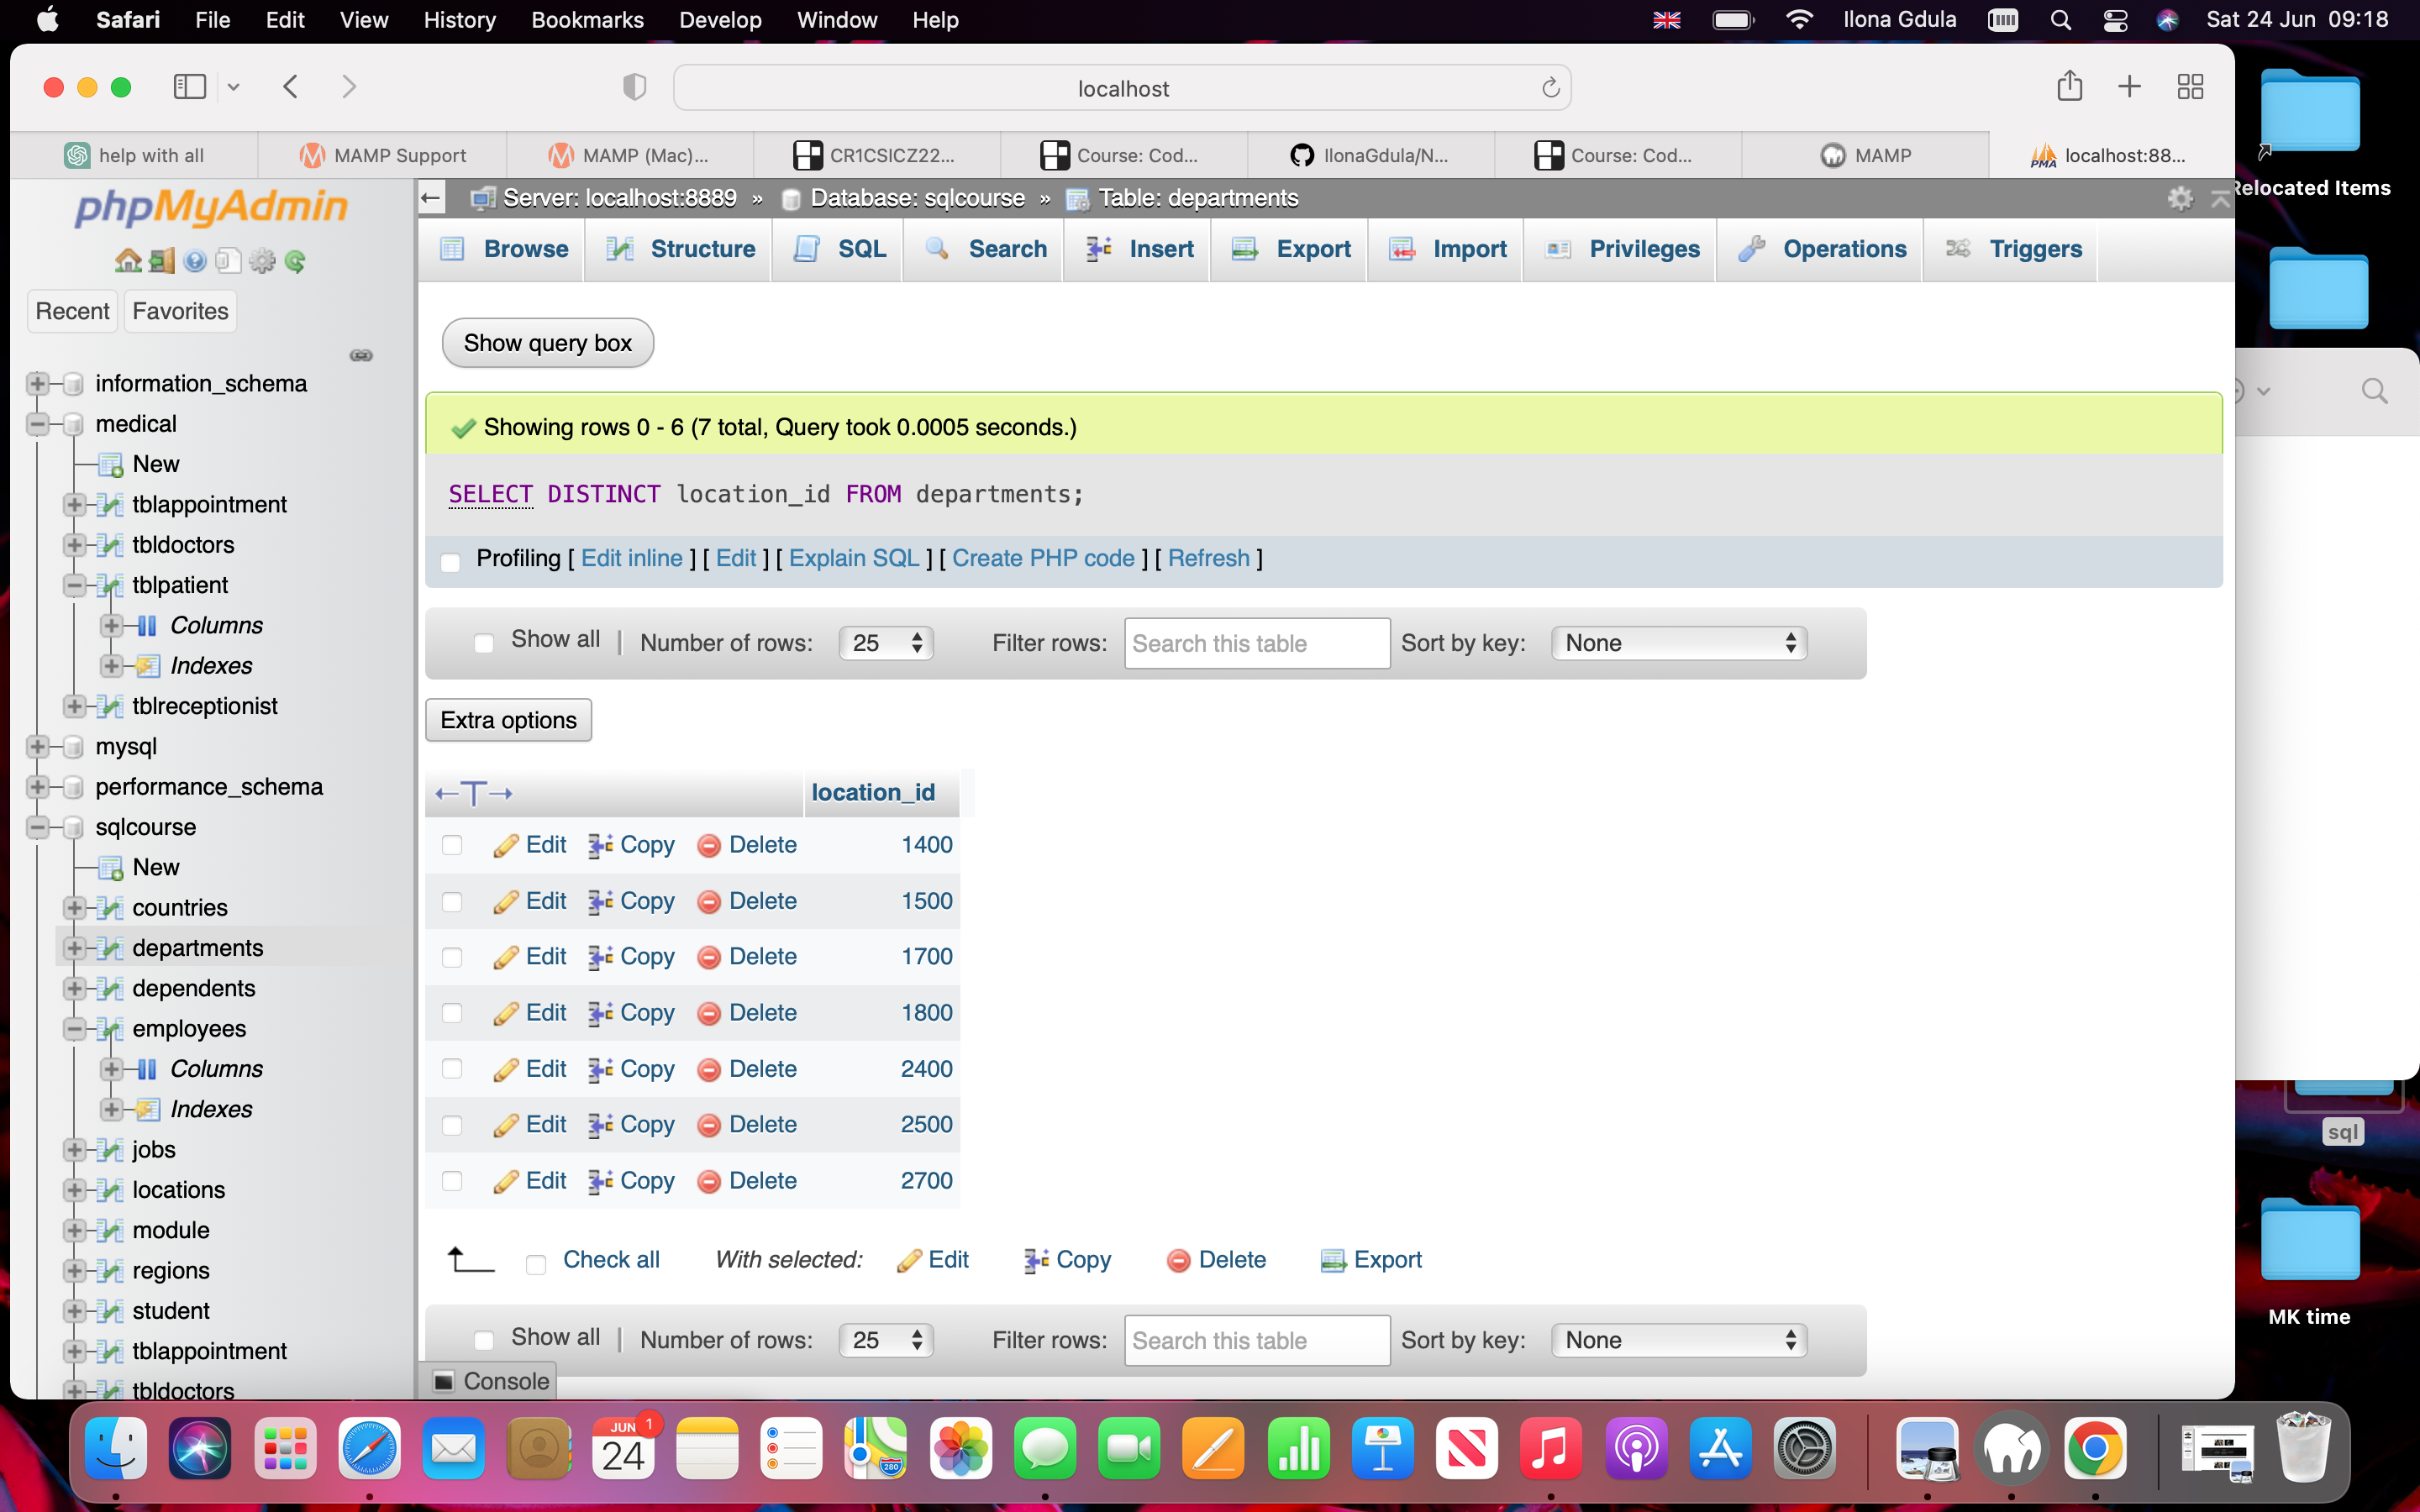 Safari File Edit View History Bookmarks Develop Window Help Ilona Gdula Sat 24 Jun 09:18
localhost
help with all MAMP Support MAMP (Mac)... CR1CSICZ22... Course: Cod... IlonaGdula/N... Course: Cod... MAMP PMA localhost:88...
phpMyAdmin
Recent Favorites
information_schema
medical
New
tblappointment
tbldoctors
tblpatient
Columns
Indexes
tblreceptionist
mysql
performance_schema
sqlcourse
New
countries
departments
dependents
employees
Columns
Indexes
jobs
locations
module
regions
student
tblappointment
tbldoctors
Server: localhost:8889 » Database: sqlcourse » Table: departments
Browse Structure SQL Search Insert Export Import Privileges Operations Triggers
Show query box
Showing rows 0 - 6 (7 total, Query took 0.0005 seconds.)
SELECT DISTINCT location_id FROM departments;
Profiling [ Edit inline ] [ Edit ] [ Explain SQL ] [ Create PHP code ] [ Refresh ]
Show all | Number of rows: 25 Filter rows: Search this table Sort by key: None
Extra options
←T→ location_id
Edit Copy Delete 1400
Edit Copy Delete 1500
Edit Copy Delete 1700
Edit Copy Delete 1800
Edit Copy Delete 2400
Edit Copy Delete 2500
Edit Copy Delete 2700
Check all With selected: Edit Copy Delete Export
Show all | Number of rows: 25 Filter rows: Search this table Sort by key: None
Console
Relocated Items
sql
MK time
JUN 1
24
280